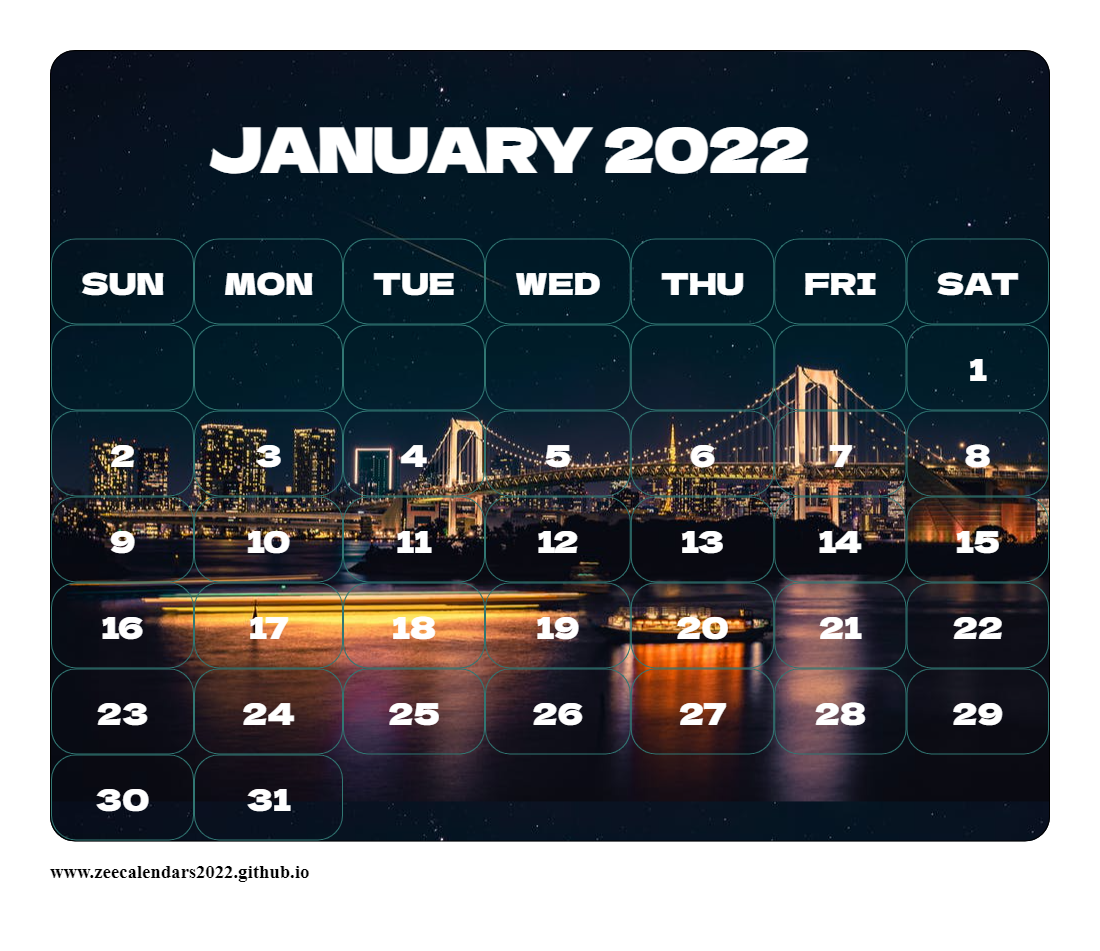 JANUARY 2022
SUN MON TUE WED THU FRI SAT
1
2 3 4 5 6 7 8
9 10 11 12 13 14 15
16 17 18 19 20 21 22
23 24 25 26 27 28 29
30 31
www.zeecalendars2022.github.io